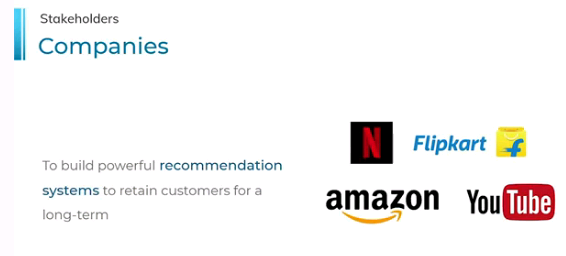 Stakeholders
Companies
To build powerful recommendation
systems to retain customers for a
long-term
N
Flipkart
f
amazon
YouTube